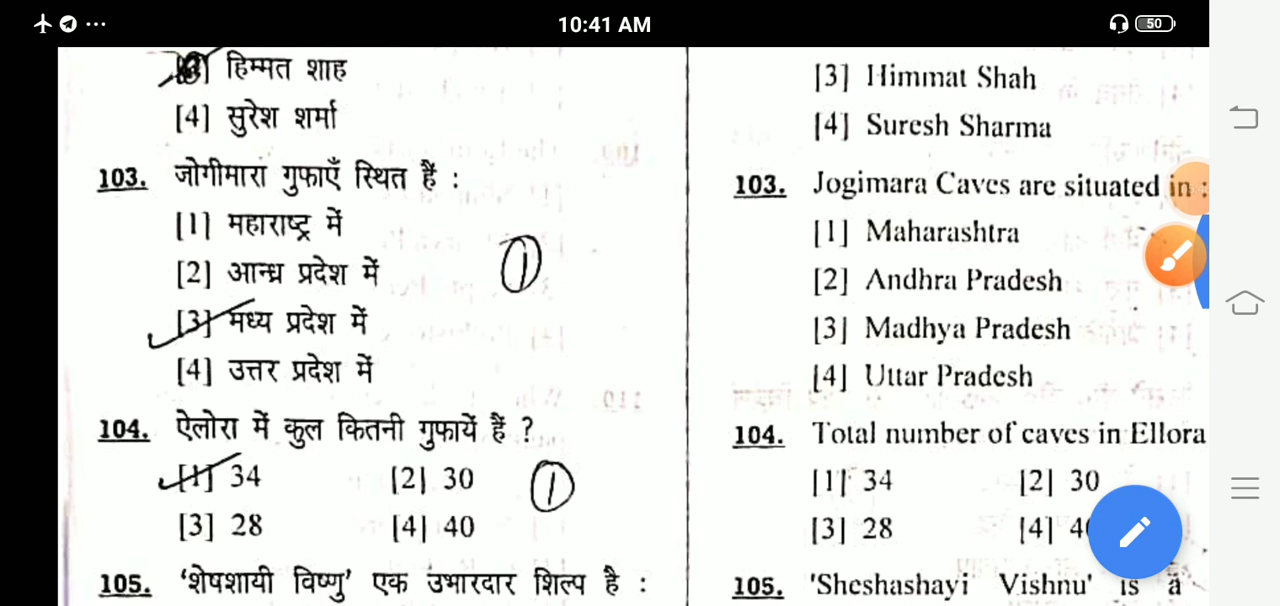 10:41 AM
50
[3] हिम्मत शाह
[4] सुरेश शर्मा
103. जोगीमारा गुफाएँ स्थित हैं :
[1] महाराष्ट्र में
[2] आन्ध्र प्रदेश में
[3] मध्य प्रदेश में
[4] उत्तर प्रदेश में
1
104. ऐलोरा में कुल कितनी गुफायें हैं ?
[1] 34 [2] 30
[3] 28 [4] 40
1
105. 'शेषशायी विष्णु' एक उभारदार शिल्प है :
[3] Himmat Shah
[4] Suresh Sharma
103. Jogimara Caves are situated in :
[1] Maharashtra
[2] Andhra Pradesh
[3] Madhya Pradesh
[4] Uttar Pradesh
104. Total number of caves in Ellora
[1] 34 [2] 30
[3] 28 [4]
105. 'Sheshashayi Vishnu' is a